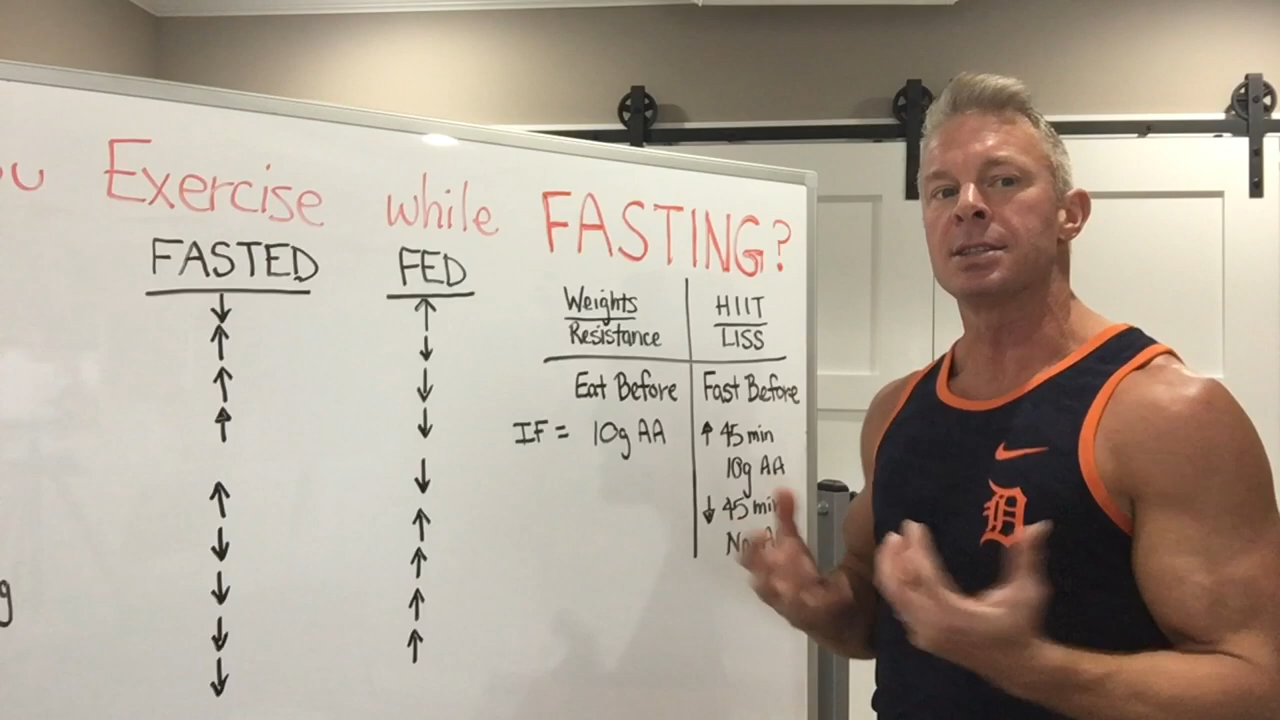 ou Exercise while FASTING?
FASTED FED
↓ ↑
↑ ↓
↑ ↓
↑ ↓
↑ ↓
↓ ↑
↓ ↑
↓ ↑
↓
g
Weights
Resistance
Eat Before
IF = 10g AA
HIIT
LISS
Fast Before
↑ 45 min
10g AA
↓ 45 min
D